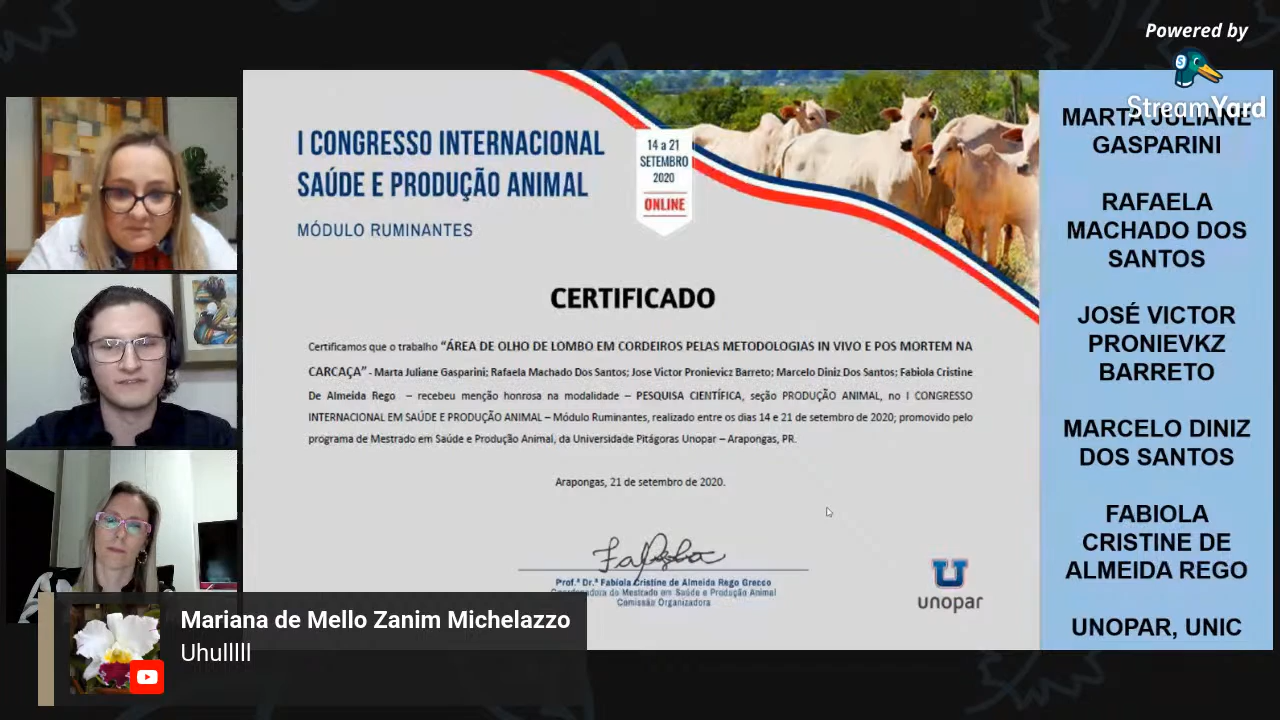 Powered by
StreamYard
I CONGRESSO INTERNACIONAL
SAÚDE E PRODUÇÃO ANIMAL
MÓDULO RUMINANTES
14 a 21
SETEMBRO
2020
ONLINE
CERTIFICADO
Certificamos que o trabalho “ÁREA DE OLHO DE LOMBO EM CORDEIROS PELAS METODOLOGIAS IN VIVO E POS MORTEM NA
CARCAÇA” - Marta Juliane Gasparini; Rafaela Machado Dos Santos; Jose Victor Pronievicz Barreto; Marcelo Diniz Dos Santos; Fabiola Cristine
De Almeida Rego – recebeu menção honrosa na modalidade – PESQUISA CIENTÍFICA, seção PRODUÇÃO ANIMAL, no I CONGRESSO
INTERNACIONAL EM SAÚDE E PRODUÇÃO ANIMAL – Módulo Ruminantes, realizado entre os dias 14 e 21 de setembro de 2020; promovido pelo
programa de Mestrado em Saúde e Produção Animal, da Universidade Pitágoras Unopar – Arapongas, PR.
Arapongas, 21 de setembro de 2020.
Prof.ª Dr.ª Fabíola Cristine de Almeida Rego Grecco
Coordenadora do Mestrado em Saúde e Produção Animal
Comissão Organizadora
unopar
MARTA JULIANE
GASPARINI
RAFAELA
MACHADO DOS
SANTOS
JOSÉ VICTOR
PRONIEVKZ
BARRETO
MARCELO DINIZ
DOS SANTOS
FABIOLA
CRISTINE DE
ALMEIDA REGO
UNOPAR, UNIC
Mariana de Mello Zanim Michelazzo
Uhulllll